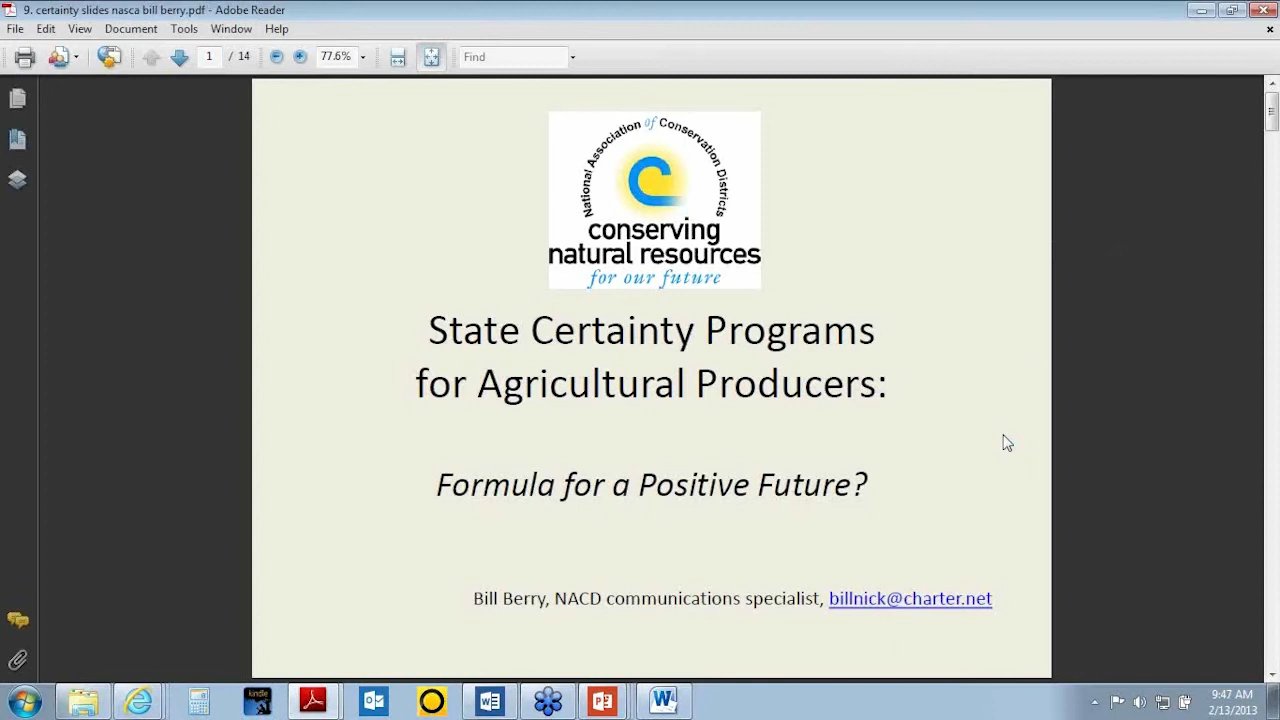 9. certainty slides nasca bill berry.pdf - Adobe Reader
File Edit View Document Tools Window Help
1 / 14 77.6% Find
National Association of Conservation Districts
conserving
natural resources
for our future
State Certainty Programs
for Agricultural Producers:
Formula for a Positive Future?
Bill Berry, NACD communications specialist, billnick@charter.net
kindle
9:47 AM
2/13/2013